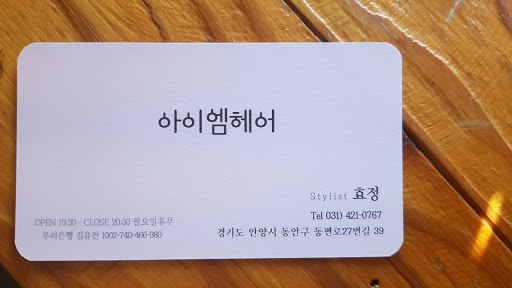 아이엠헤어
Stylist 효정
Tel 031) 421-0767
OPEN 10:30 - CLOSE 20:30 월요일휴무
우리은행 김유찬 1002-740-466-980
경기도 안양시 동안구 동편로27번길 39